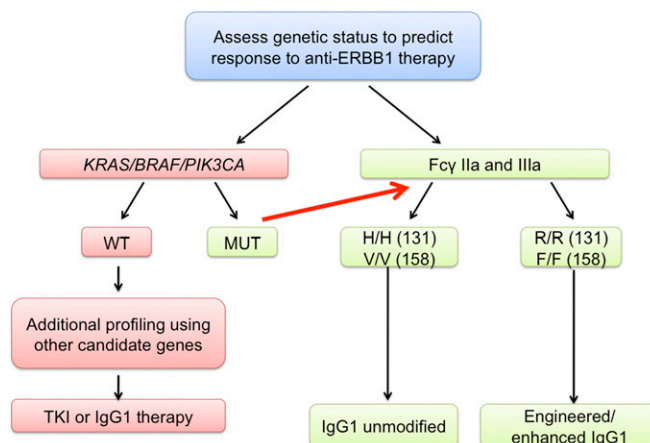 Assess genetic status to predict
response to anti-ERBB1 therapy
KRAS/BRAF/PIK3CA
Fcγ IIa and IIIa
WT
MUT
H/H (131)
V/V (158)
R/R (131)
F/F (158)
Additional profiling using
other candidate genes
TKI or IgG1 therapy
IgG1 unmodified
Engineered/
enhanced IgG1